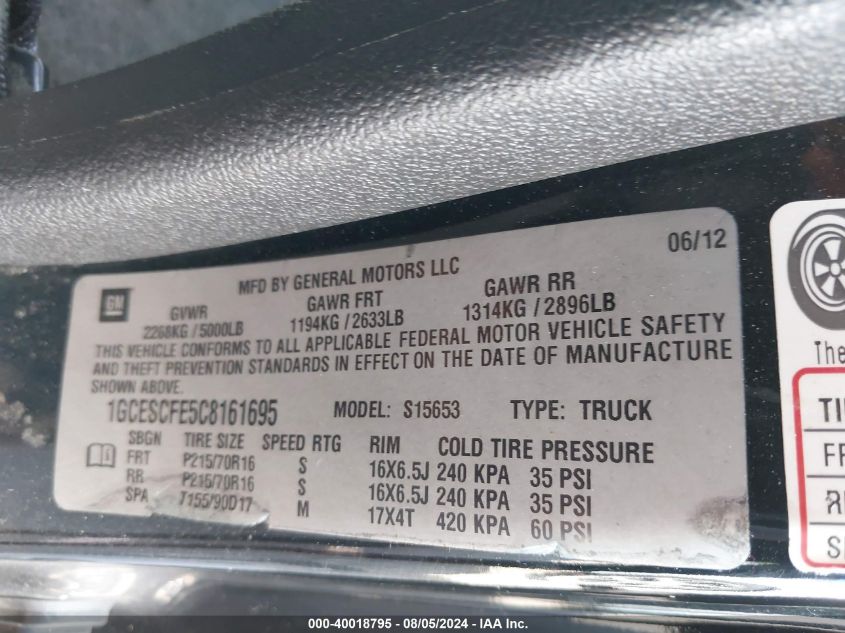 06/12
GM
MFD BY GENERAL MOTORS LLC
GVWR GAWR FRT GAWR RR
2268KG / 5000LB 1194KG / 2633LB 1314KG / 2896LB
THIS VEHICLE CONFORMS TO ALL APPLICABLE FEDERAL MOTOR VEHICLE SAFETY
AND THEFT PREVENTION STANDARDS IN EFFECT ON THE DATE OF MANUFACTURE
SHOWN ABOVE.
1GCESCFE5C8161695 MODEL: S15653 TYPE: TRUCK
SBGN TIRE SIZE SPEED RTG RIM COLD TIRE PRESSURE
FRT P215/70R16 S 16X6.5J 240 KPA 35 PSI
RR P215/70R16 S 16X6.5J 240 KPA 35 PSI
SPA T155/90D17 M 17X4T 420 KPA 60 PSI
The
TI
FR
R
S
000-40018795 - 08/05/2024 - IAA Inc.